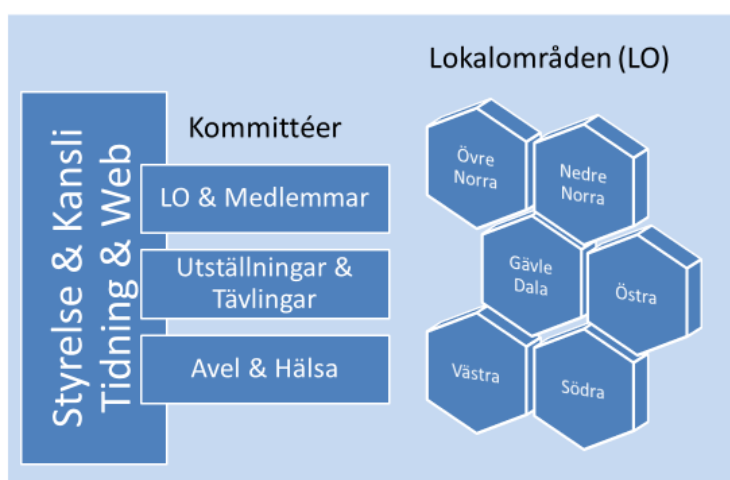 Styrelse & Kansli
Tidning & Web
Kommittéer
LO & Medlemmar
Utställningar &
Tävlingar
Avel & Hälsa
Lokalområden (LO)
Övre
Norra
Nedre
Norra
Gävle
Dala
Östra
Västra
Södra